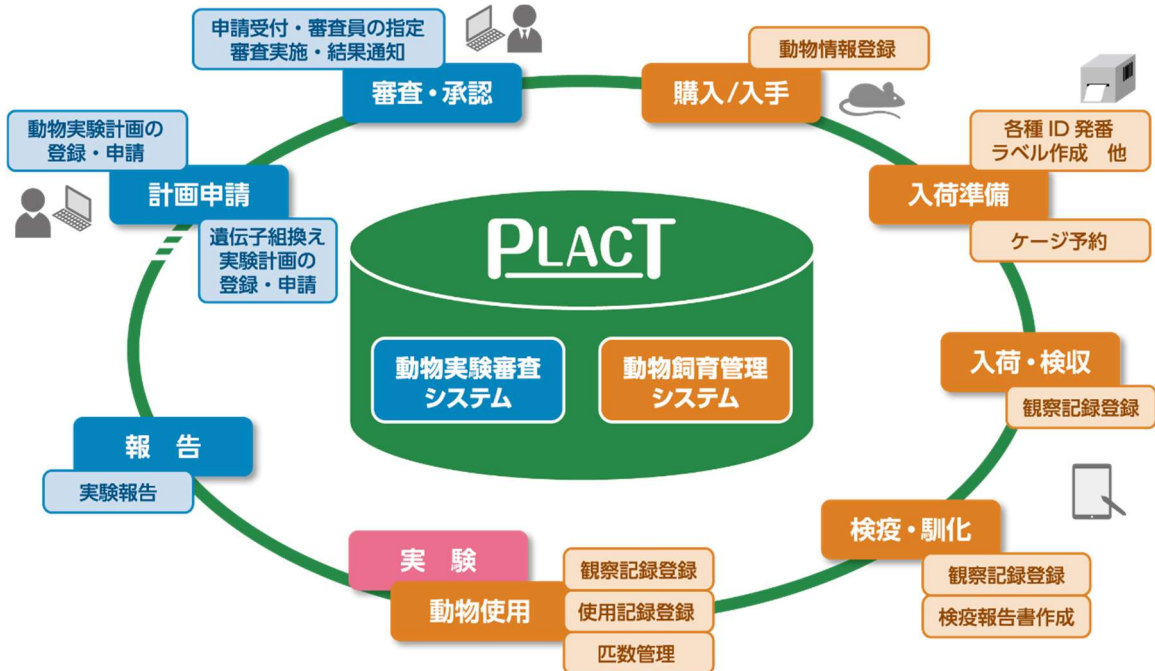 申請受付・審査員の指定
審査実施・結果通知
審査・承認
動物情報登録
購入/入手
各種 ID 発番
ラベル作成　他
入荷準備
ケージ予約
動物実験計画の
登録・申請
計画申請
遺伝子組換え
実験計画の
登録・申請
PLACT
動物実験審査
システム
動物飼育管理
システム
入荷・検収
観察記録登録
検疫・馴化
観察記録登録
検疫報告書作成
実　験
動物使用
観察記録登録
使用記録登録
匹数管理
報　告
実験報告